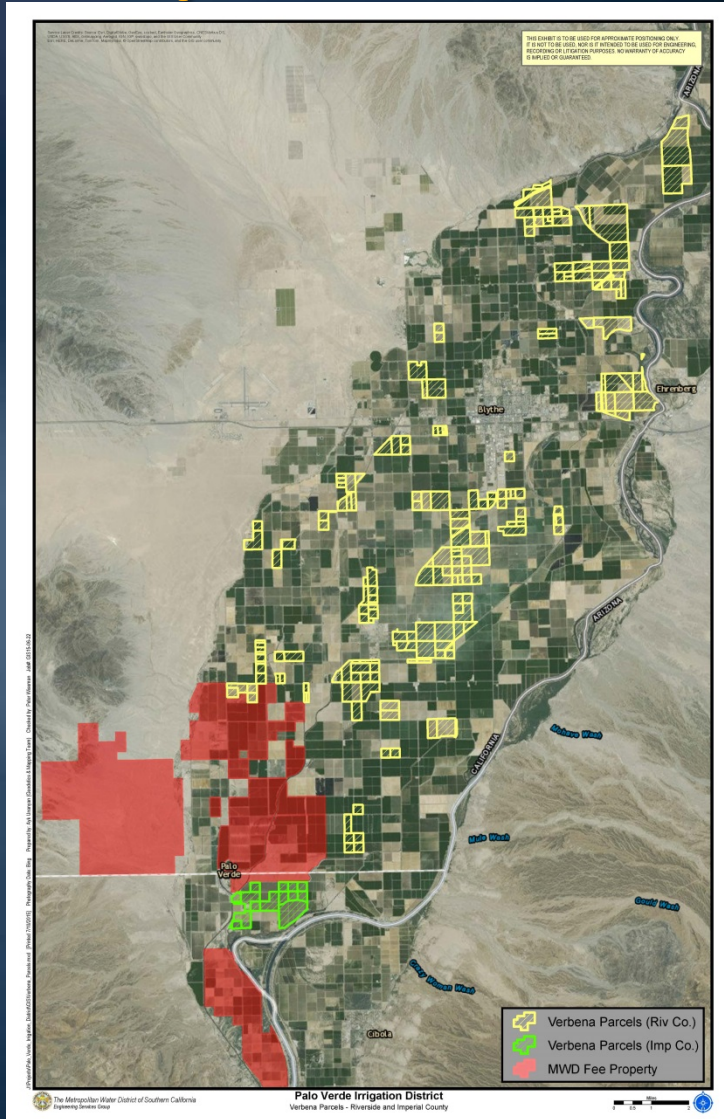 THIS EXHIBIT IS TO BE USED FOR APPROXIMATE POSITIONING ONLY.
IT IS NOT TO BE USED, NOR IS IT INTENDED TO BE USED FOR ENGINEERING,
RECORDING OR LITIGATION PURPOSES. NO WARRANTY OF ACCURACY
IS IMPLIED OR GUARANTEED.
ARIZONA
Ehrenberg
Blythe
ARIZONA
CALIFORNIA
Mohave Wash
Mule Wash
Palo
Verde
Gould Wash
Crazy Woman Wash
Cibola
Verbena Parcels (Riv Co.)
Verbena Parcels (Imp Co.)
MWD Fee Property
The Metropolitan Water District of Southern California
Engineering Services Group
Palo Verde Irrigation District
Verbena Parcels - Riverside and Imperial County
Miles